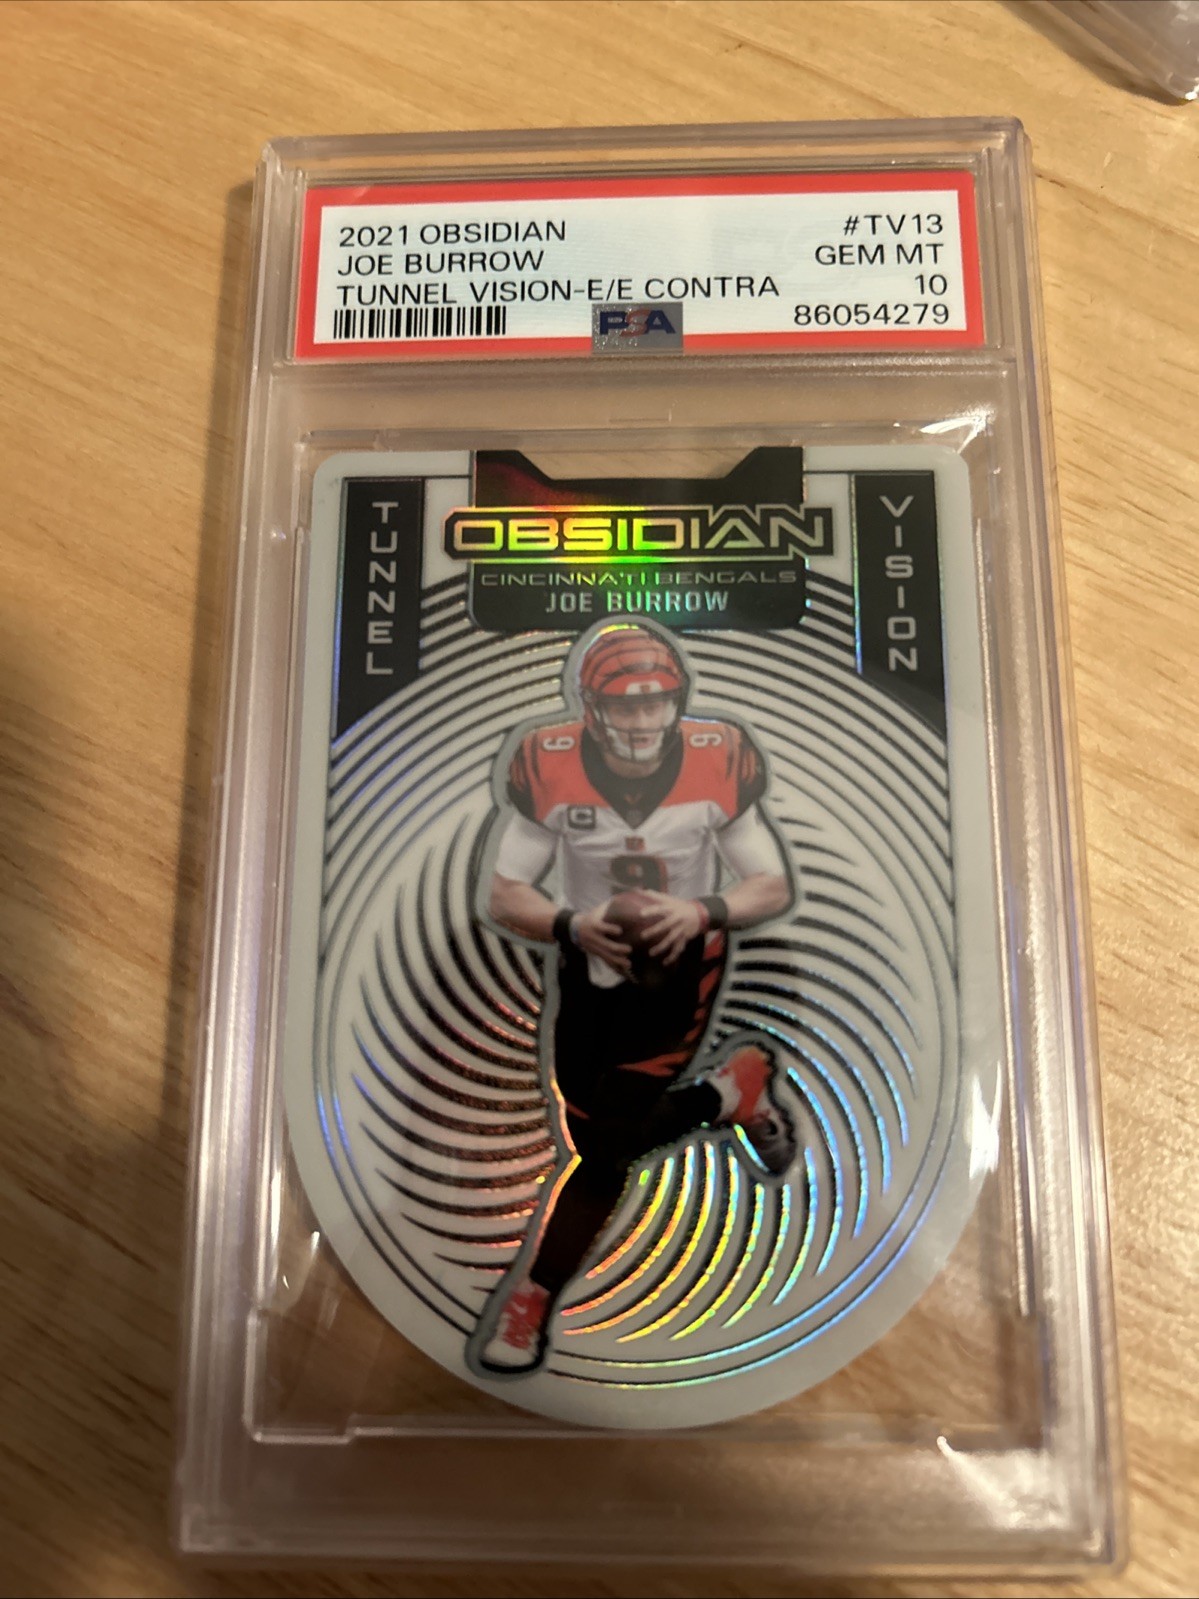 2021 OBSIDIAN #TV13
JOE BURROW GEM MT
TUNNEL VISION-E/E CONTRA 10
PSA 86054279
TUNNEL
VISION
OBSIDIAN
CINCINNATI BENGALS
JOE BURROW
9 9
C
9